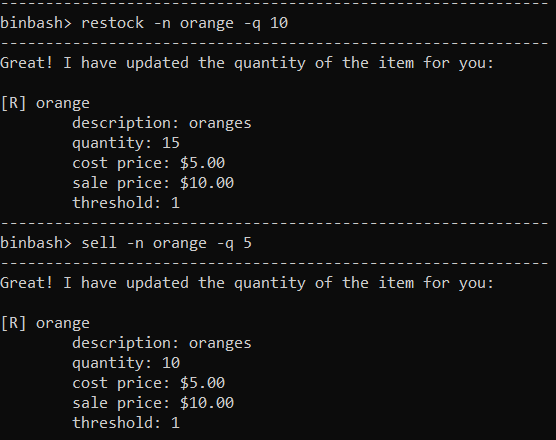 -------------------------------------------------------------
binbash> restock -n orange -q 10
-------------------------------------------------------------
Great! I have updated the quantity of the item for you:

[R] orange
        description: oranges
        quantity: 15
        cost price: $5.00
        sale price: $10.00
        threshold: 1
-------------------------------------------------------------
binbash> sell -n orange -q 5
-------------------------------------------------------------
Great! I have updated the quantity of the item for you:

[R] orange
        description: oranges
        quantity: 10
        cost price: $5.00
        sale price: $10.00
        threshold: 1